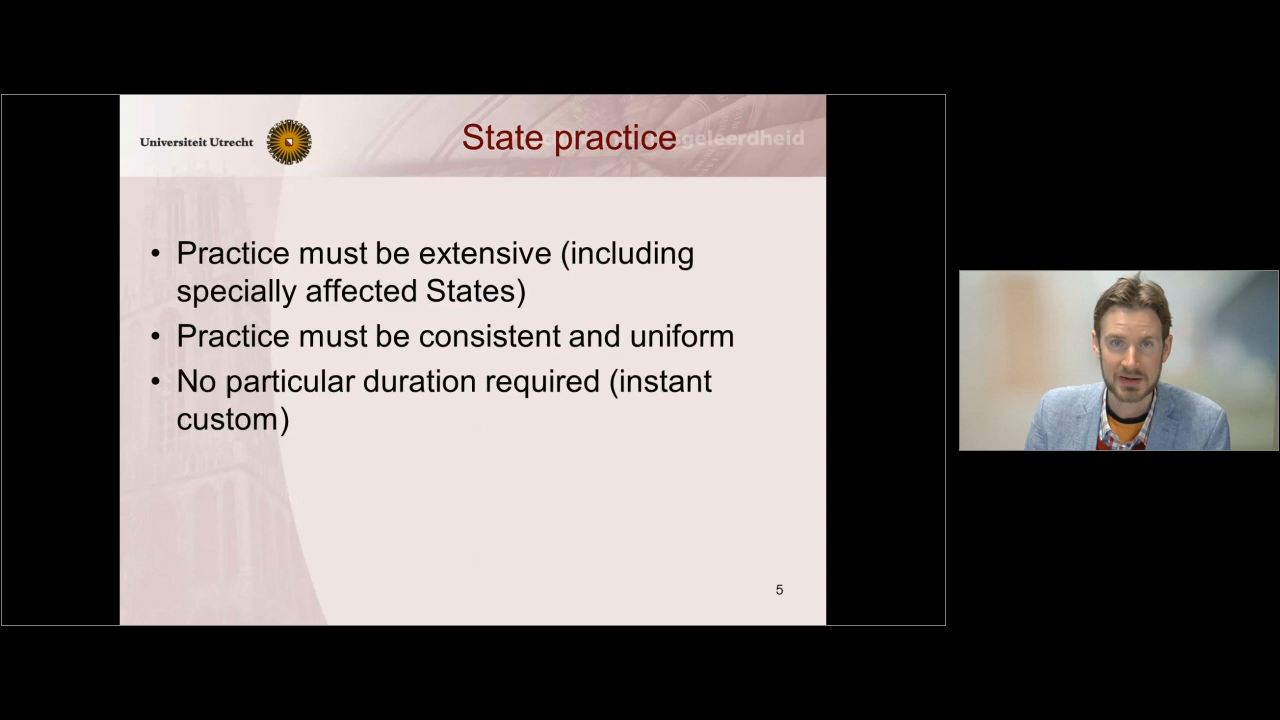 Universiteit Utrecht
State practice
sgeleerdheid
• Practice must be extensive (including
specially affected States)
• Practice must be consistent and uniform
• No particular duration required (instant
custom)
5